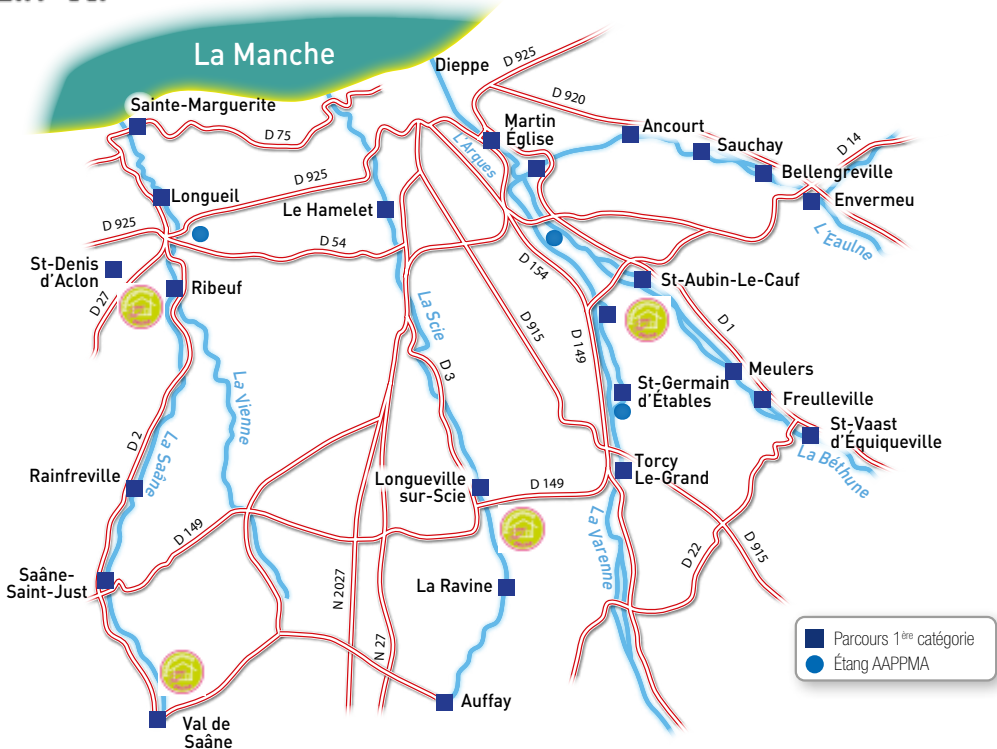 La Manche
Dieppe
D 925
D 920
Sainte-Marguerite
D 75
Martin
Église
L'Arques
Ancourt
Sauchay
D 14
Bellengreville
Envermeu
L'Eaulne
Longueil
D 925
Le Hamelet
D 925
D 54
St-Denis
d'Aclon
D 27
Ribeuf
D 154
St-Aubin-Le-Cauf
La Scie
D 915
D 149
D 1
D 3
La Vienne
St-Germain
d'Étables
Meulers
Freulleville
St-Vaast
d'Équiqueville
La Béthune
D 2
La Saâne
Rainfreville
Longueville
sur-Scie
D 149
Torcy
Le-Grand
D 149
La Varenne
D 22
D 915
Saâne-
Saint-Just
N 2027
N 27
La Ravine
Auffay
Val de
Saâne
Parcours 1ère catégorie
Étang AAPPMA